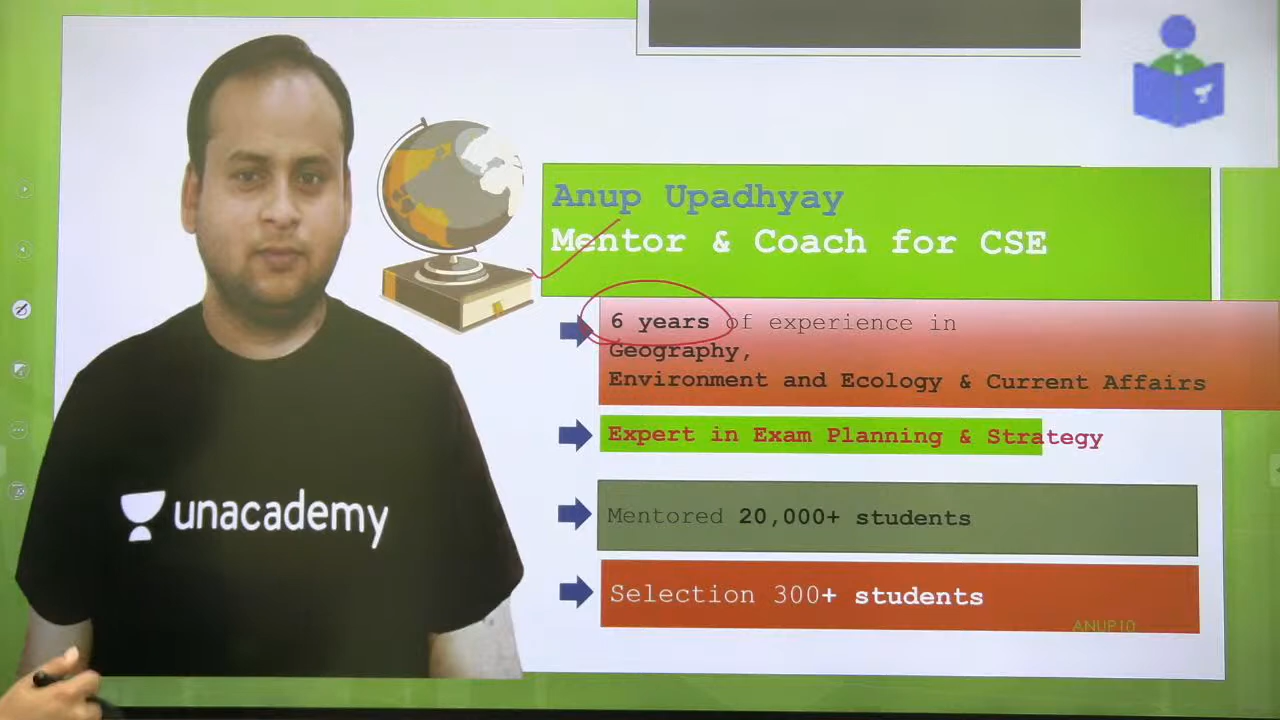 Anup Upadhyay
Mentor & Coach for CSE
6 years of experience in
Geography,
Environment and Ecology & Current Affairs
Expert in Exam Planning & Strategy
Mentored 20,000+ students
Selection 300+ students
ANUP10
unacademy